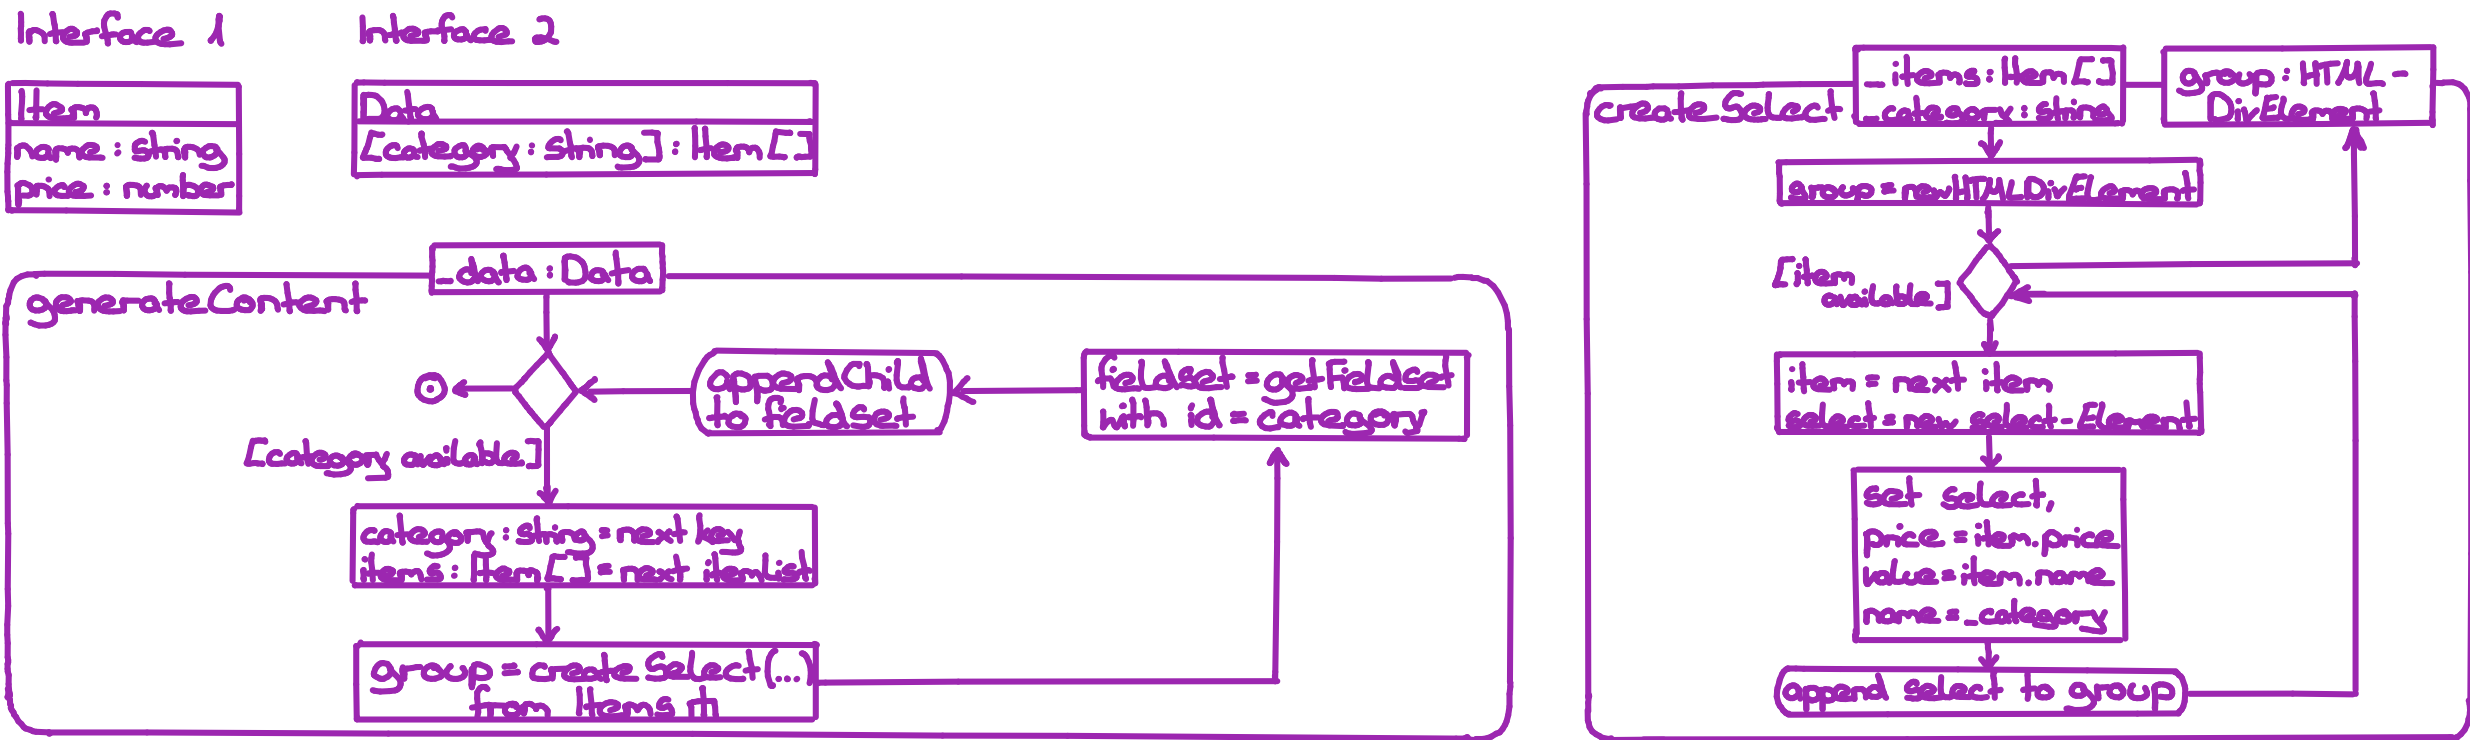 Interface 1
Item
name : string
price : number
Interface 2
Data
[category : string] : Item []
_data : Data
generateContent
[category available]
category : string = next key
items : Item [] = next itemList
group = createSelect(...)
from Items
fieldset = getFieldset
with id = category
appendChild
to fieldset
createSelect
_items : Item []
_category : string
group : HTML-
DivElement
group = newHTMLDivElement
[item
available]
item = next item
select = new select-Element
set select,
price = item.price
value = item.name
name = _category
append select to group